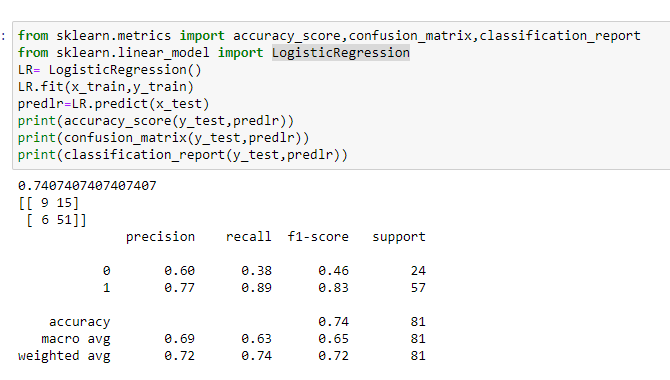 : from sklearn.metrics import accuracy_score,confusion_matrix,classification_report
from sklearn.linear_model import LogisticRegression
LR= LogisticRegression()
LR.fit(x_train,y_train)
predlr=LR.predict(x_test)
print(accuracy_score(y_test,predlr))
print(confusion_matrix(y_test,predlr))
print(classification_report(y_test,predlr))
0.7407407407407407
[[ 9 15]
 [ 6 51]]
              precision    recall  f1-score   support
           0       0.60      0.38      0.46        24
           1       0.77      0.89      0.83        57
    accuracy                           0.74        81
   macro avg       0.69      0.63      0.65        81
weighted avg       0.72      0.74      0.72        81